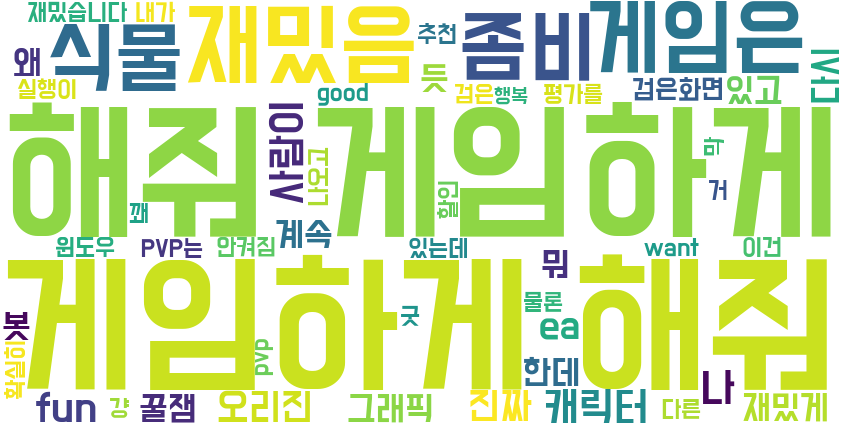 재밌습니다 내가
왜 식물 재밌음 추천 좀비 게임은
실행이 good 듯 검은 행복 평가를 검은화면 있고 IV다
해줘 게임하게
사람이 나오고 할인 막 거
꽤
윈도우 PVP는 안켜짐 계속 있는데 뭐 want 이건
게임하게 해줘
봇 확실히 pvp 굿 물론 ea
한데 나
fun 걍 꿀잼 오리진 그래픽 진짜 캐릭터 다른 재밌게